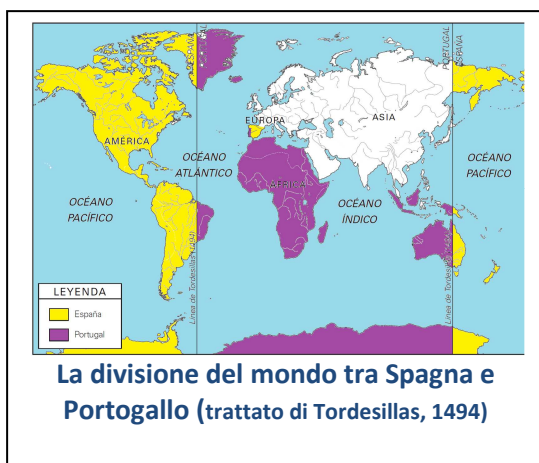 ESPAÑA
PORTUGAL
PORTUGAL
ESPAÑA
AMÉRICA
EUROPA
ASIA
OCÉANO
ATLÁNTICO
ÁFRICA
OCÉANO
PACÍFICO
OCÉANO
ÍNDICO
OCÉANO
PACÍFICO
Línea de Tordesillas (1494)
LEYENDA
España
Portugal
La divisione del mondo tra Spagna e
Portogallo (trattato di Tordesillas, 1494)